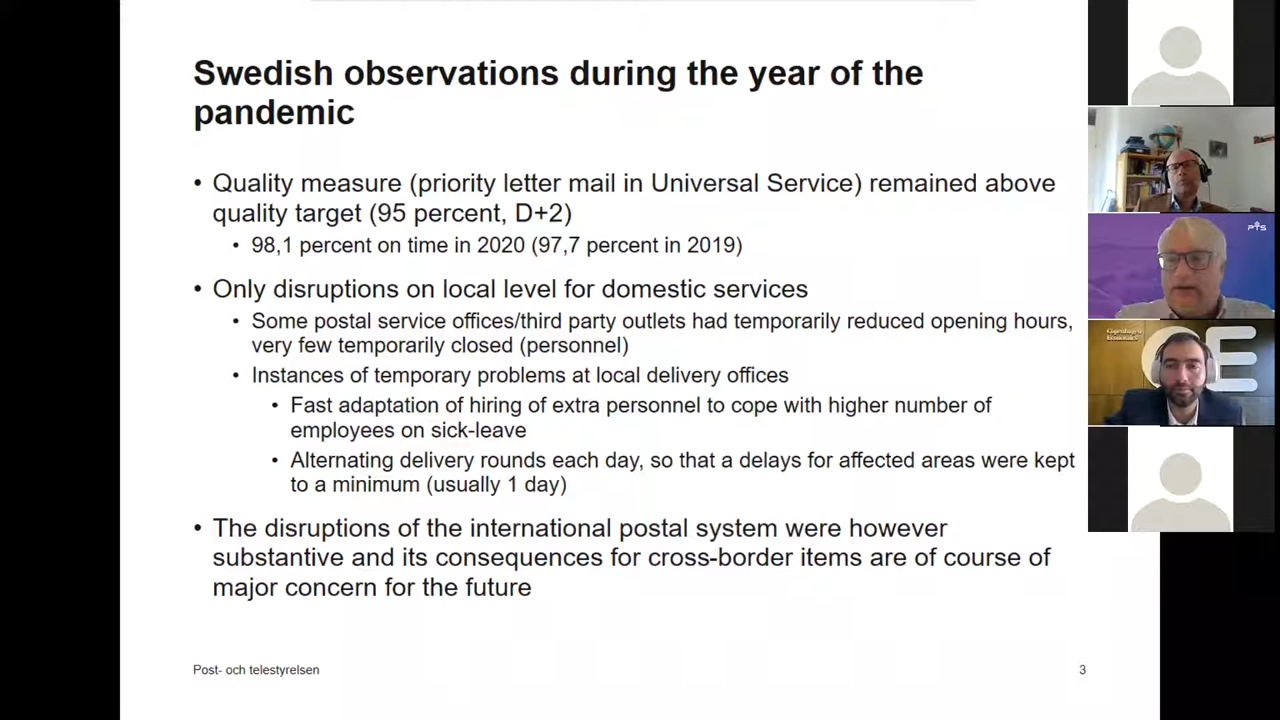 Swedish observations during the year of the
pandemic
• Quality measure (priority letter mail in Universal Service) remained above
quality target (95 percent, D+2)
• 98,1 percent on time in 2020 (97,7 percent in 2019)
• Only disruptions on local level for domestic services
• Some postal service offices/third party outlets had temporarily reduced opening hours,
very few temporarily closed (personnel)
• Instances of temporary problems at local delivery offices
• Fast adaptation of hiring of extra personnel to cope with higher number of
employees on sick-leave
• Alternating delivery rounds each day, so that a delays for affected areas were kept
to a minimum (usually 1 day)
• The disruptions of the international postal system were however
substantive and its consequences for cross-border items are of course of
major concern for the future
Post- och telestyrelsen
3
PTS
Copenhagen
Economics
CE